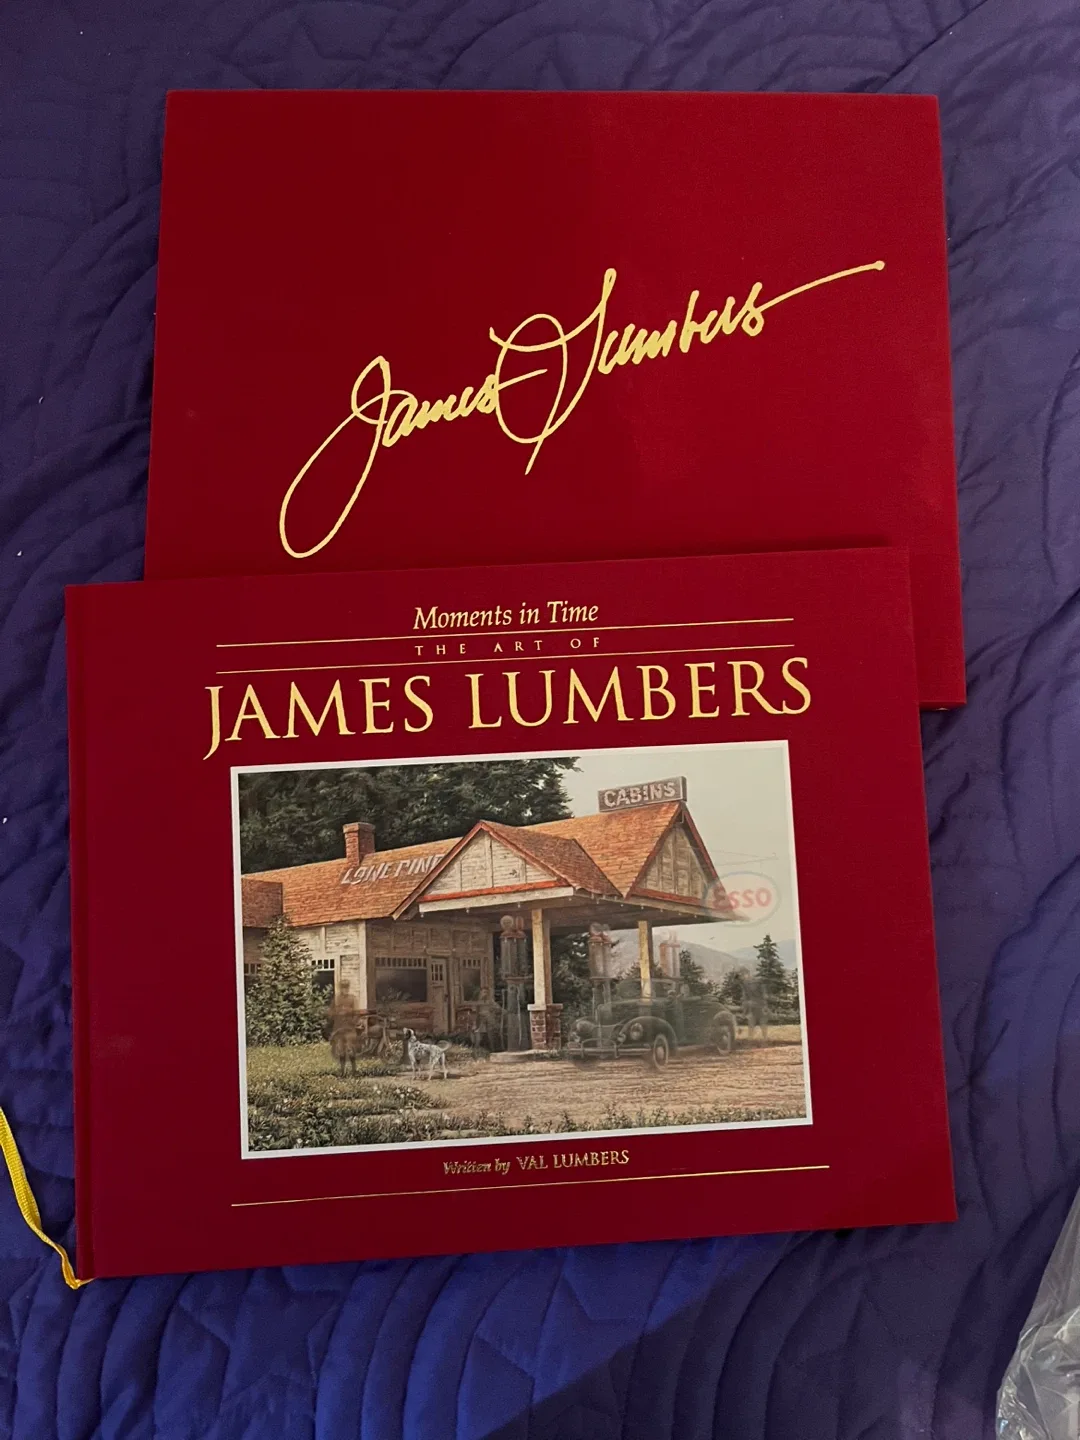 James Lumbers
Moments in Time
THE ART OF
JAMES LUMBERS
CABINS
LONE PINE
ESSO
Written by VAL LUMBERS